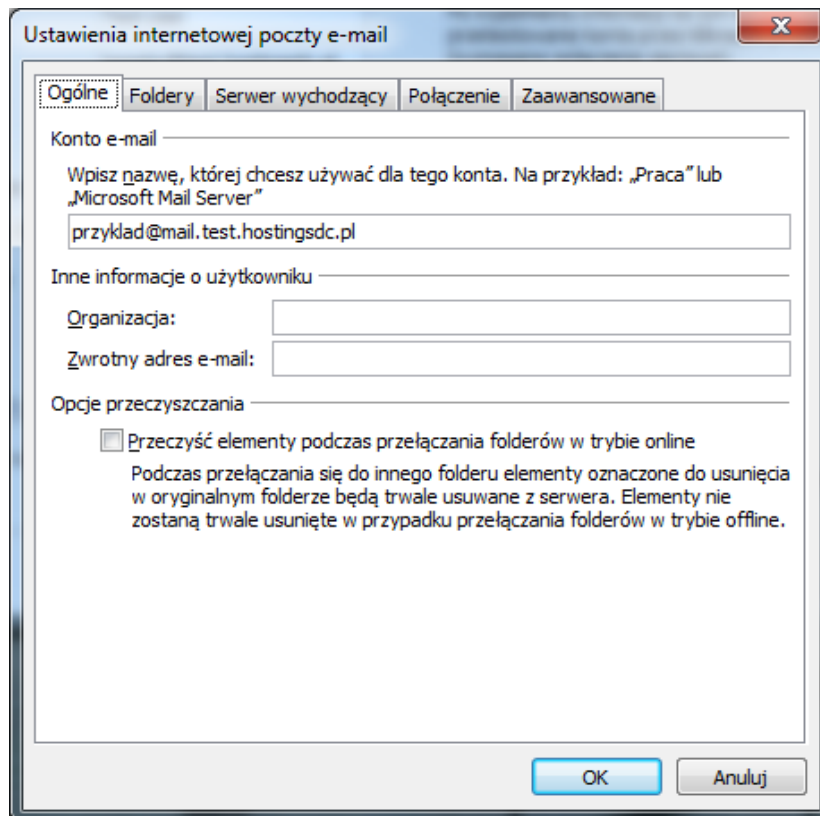 Ustawienia internetowej poczty e-mail
Ogólne Foldery Serwer wychodzący Połączenie Zaawansowane
Konto e-mail
Wpisz nazwę, której chcesz używać dla tego konta. Na przykład: „Praca” lub
„Microsoft Mail Server”
przyklad@mail.test.hostingsdc.pl
Inne informacje o użytkowniku
Organizacja:
Zwrotny adres e-mail:
Opcje przeczyszczania
Przeczyść elementy podczas przełączania folderów w trybie online
Podczas przełączania się do innego folderu elementy oznaczone do usunięcia
w oryginalnym folderze będą trwale usuwane z serwera. Elementy nie
zostaną trwale usunięte w przypadku przełączania folderów w trybie offline.
OK Anuluj